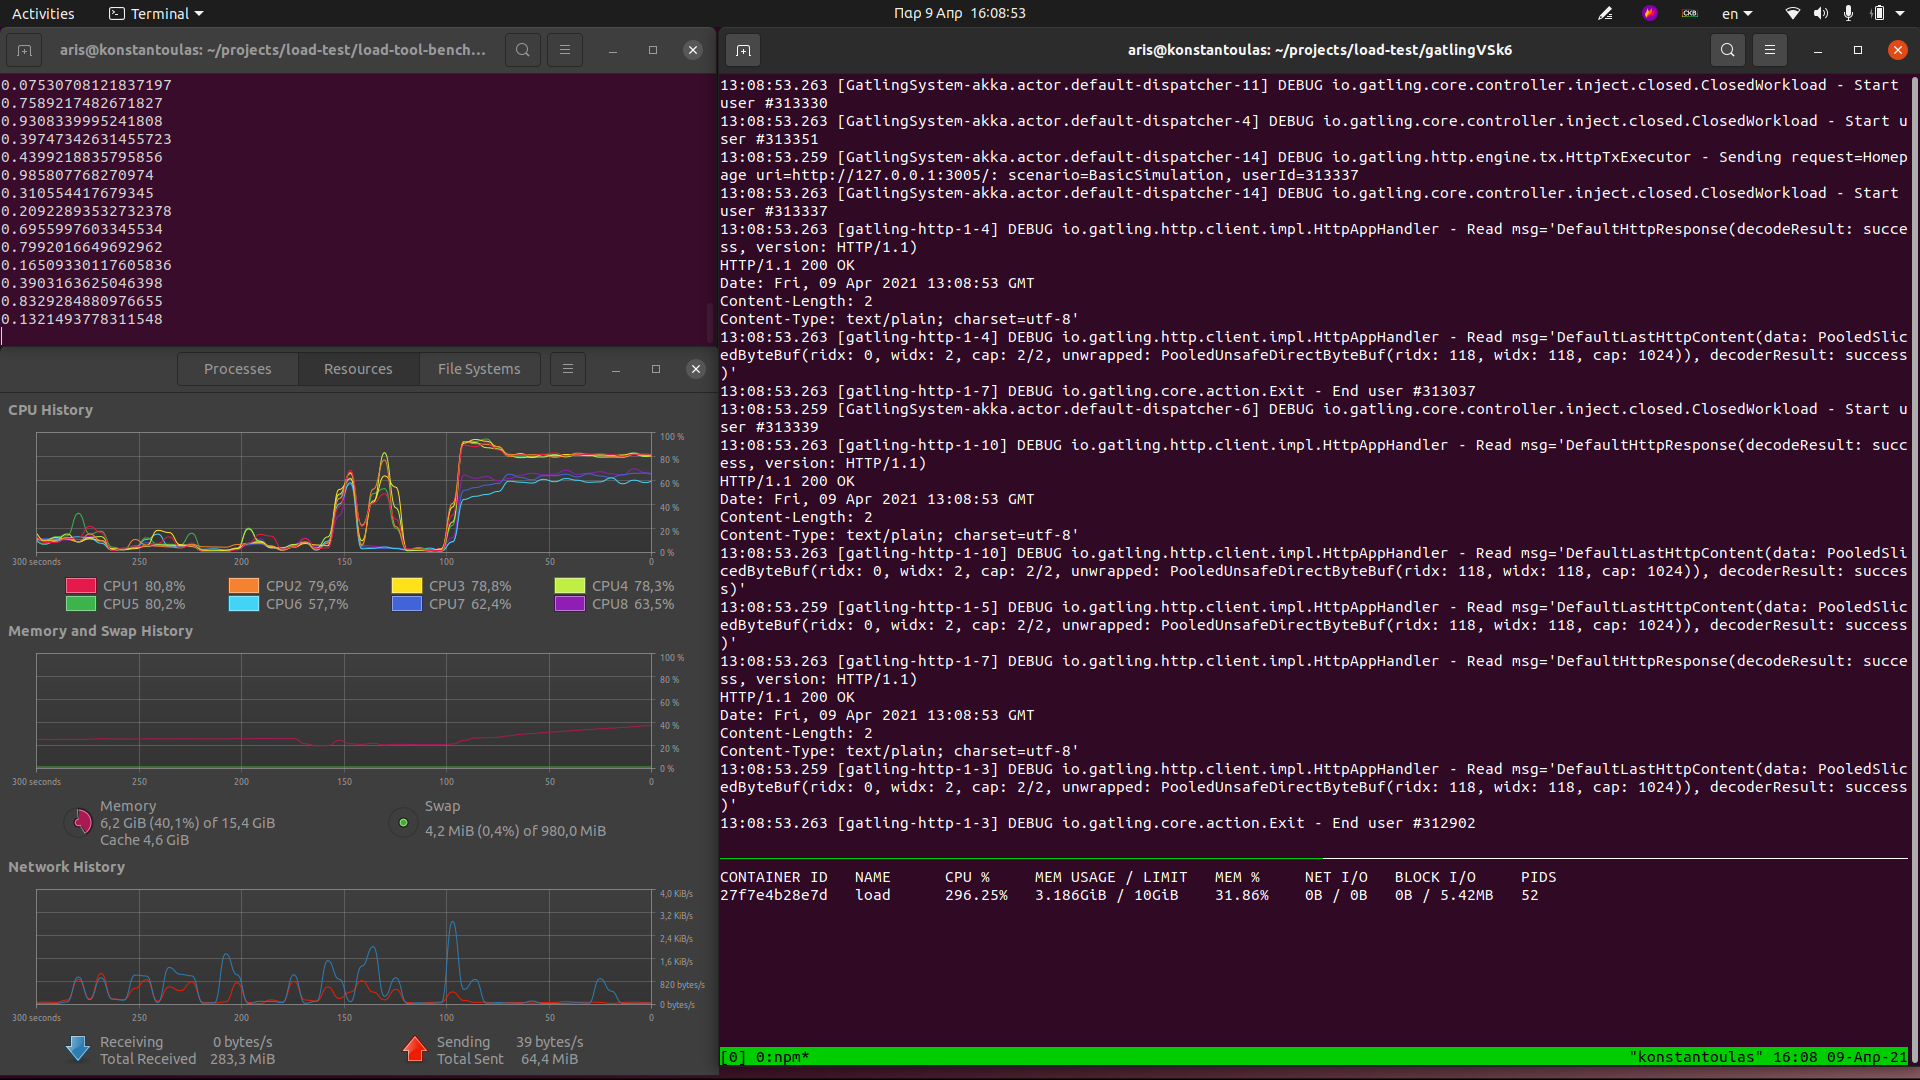 Activities
Terminal
Παρ 9 Απρ 16:08:53
en
aris@konstantoulas: ~/projects/load-test/load-tool-bench...
0.07530708121837197
0.7589217482671827
0.9308339995241808
0.39747342631455723
0.4399218835795856
0.985807768270974
0.310554417679345
0.20922893532732378
0.6955997603345534
0.7992016649692962
0.16509330117605836
0.3903163625046398
0.8329284880976655
0.1321493778311548
Processes
Resources
File Systems
CPU History
100 %
80 %
60 %
40 %
20 %
0 %
300 seconds 250 200 150 100 50 0
CPU1 80,8% CPU2 79,6% CPU3 78,8% CPU4 78,3%
CPU5 80,2% CPU6 57,7% CPU7 62,4% CPU8 63,5%
Memory and Swap History
100 %
80 %
60 %
40 %
20 %
0 %
300 seconds 250 200 150 100 50 0
Memory
6,2 GiB (40,1%) of 15,4 GiB
Cache 4,6 GiB
Swap
4,2 MiB (0,4%) of 980,0 MiB
Network History
4,0 KiB/s
3,2 KiB/s
2,4 KiB/s
1,6 KiB/s
820 bytes/s
0 bytes/s
300 seconds 250 200 150 100 50 0
Receiving 0 bytes/s
Total Received 283,3 MiB
Sending 39 bytes/s
Total Sent 64,4 MiB
aris@konstantoulas: ~/projects/load-test/gatlingVSk6
13:08:53.263 [GatlingSystem-akka.actor.default-dispatcher-11] DEBUG io.gatling.core.controller.inject.closed.ClosedWorkload - Start
user #313330
13:08:53.263 [GatlingSystem-akka.actor.default-dispatcher-4] DEBUG io.gatling.core.controller.inject.closed.ClosedWorkload - Start u
ser #313351
13:08:53.259 [GatlingSystem-akka.actor.default-dispatcher-14] DEBUG io.gatling.http.engine.tx.HttpTxExecutor - Sending request=Homep
age uri=http://127.0.0.1:3005/: scenario=BasicSimulation, userId=313337
13:08:53.263 [GatlingSystem-akka.actor.default-dispatcher-14] DEBUG io.gatling.core.controller.inject.closed.ClosedWorkload - Start
user #313337
13:08:53.263 [gatling-http-1-4] DEBUG io.gatling.http.client.impl.HttpAppHandler - Read msg='DefaultHttpResponse(decodeResult: succe
ss, version: HTTP/1.1)
HTTP/1.1 200 OK
Date: Fri, 09 Apr 2021 13:08:53 GMT
Content-Length: 2
Content-Type: text/plain; charset=utf-8'
13:08:53.263 [gatling-http-1-4] DEBUG io.gatling.http.client.impl.HttpAppHandler - Read msg='DefaultLastHttpContent(data: PooledSlic
edByteBuf(ridx: 0, widx: 2, cap: 2/2, unwrapped: PooledUnsafeDirectByteBuf(ridx: 118, widx: 118, cap: 1024)), decoderResult: success
)'
13:08:53.263 [gatling-http-1-7] DEBUG io.gatling.core.action.Exit - End user #313037
13:08:53.259 [GatlingSystem-akka.actor.default-dispatcher-6] DEBUG io.gatling.core.controller.inject.closed.ClosedWorkload - Start u
ser #313339
13:08:53.263 [gatling-http-1-10] DEBUG io.gatling.http.client.impl.HttpAppHandler - Read msg='DefaultHttpResponse(decodeResult: succ
ess, version: HTTP/1.1)
HTTP/1.1 200 OK
Date: Fri, 09 Apr 2021 13:08:53 GMT
Content-Length: 2
Content-Type: text/plain; charset=utf-8'
13:08:53.263 [gatling-http-1-10] DEBUG io.gatling.http.client.impl.HttpAppHandler - Read msg='DefaultLastHttpContent(data: PooledSli
cedByteBuf(ridx: 0, widx: 2, cap: 2/2, unwrapped: PooledUnsafeDirectByteBuf(ridx: 118, widx: 118, cap: 1024)), decoderResult: succes
s)'
13:08:53.259 [gatling-http-1-5] DEBUG io.gatling.http.client.impl.HttpAppHandler - Read msg='DefaultLastHttpContent(data: PooledSlic
edByteBuf(ridx: 0, widx: 2, cap: 2/2, unwrapped: PooledUnsafeDirectByteBuf(ridx: 118, widx: 118, cap: 1024)), decoderResult: success
)'
13:08:53.263 [gatling-http-1-7] DEBUG io.gatling.http.client.impl.HttpAppHandler - Read msg='DefaultHttpResponse(decodeResult: succe
ss, version: HTTP/1.1)
HTTP/1.1 200 OK
Date: Fri, 09 Apr 2021 13:08:53 GMT
Content-Length: 2
Content-Type: text/plain; charset=utf-8'
13:08:53.259 [gatling-http-1-3] DEBUG io.gatling.http.client.impl.HttpAppHandler - Read msg='DefaultLastHttpContent(data: PooledSlic
edByteBuf(ridx: 0, widx: 2, cap: 2/2, unwrapped: PooledUnsafeDirectByteBuf(ridx: 118, widx: 118, cap: 1024)), decoderResult: success
)'
13:08:53.263 [gatling-http-1-3] DEBUG io.gatling.core.action.Exit - End user #312902
CONTAINER ID NAME CPU % MEM USAGE / LIMIT MEM % NET I/O BLOCK I/O PIDS
27f7e4b28e7d load 296.25% 3.186GiB / 10GiB 31.86% 0B / 0B 0B / 5.42MB 52
[0] 0:npm* "konstantoulas" 16:08 09-Απρ-21